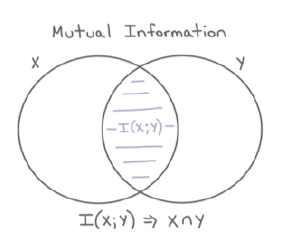 Mutual Information
X
Y
I(X;Y)
I(X;Y) ⇒ X∩Y